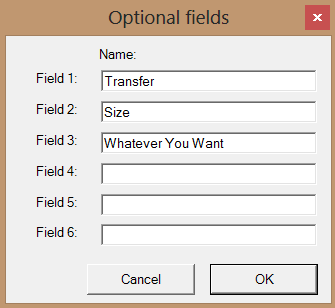 Optional fields
Name:
Field 1: Transfer
Field 2: Size
Field 3: Whatever You Want
Field 4:
Field 5:
Field 6:
Cancel OK